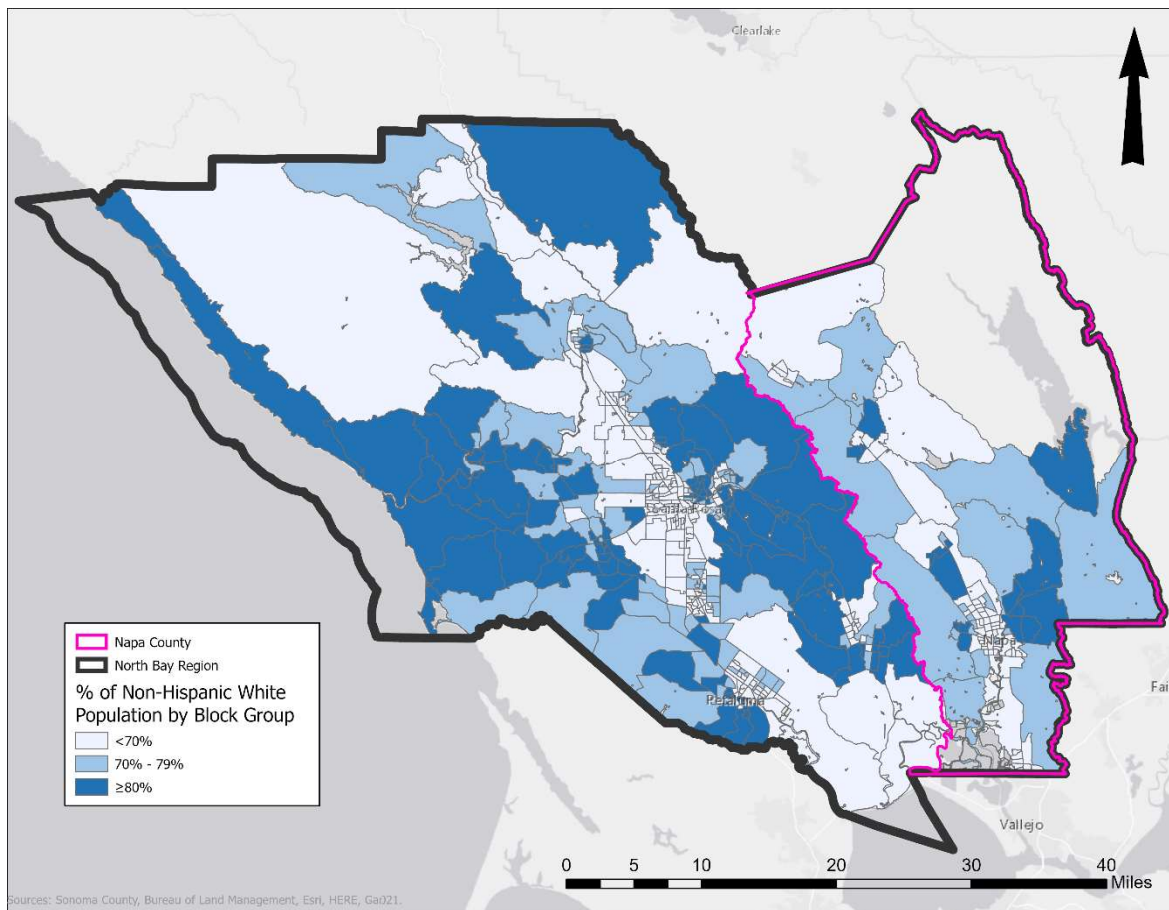 Clearlake
Santa Rosa
Napa
Petaluma
Fai
Vallejo
Napa County
North Bay Region
% of Non-Hispanic White
Population by Block Group
<70%
70% - 79%
≥80%
0 5 10 20 30 40
Miles
Sources: Sonoma County, Bureau of Land Management, Esri, HERE, Gar021.